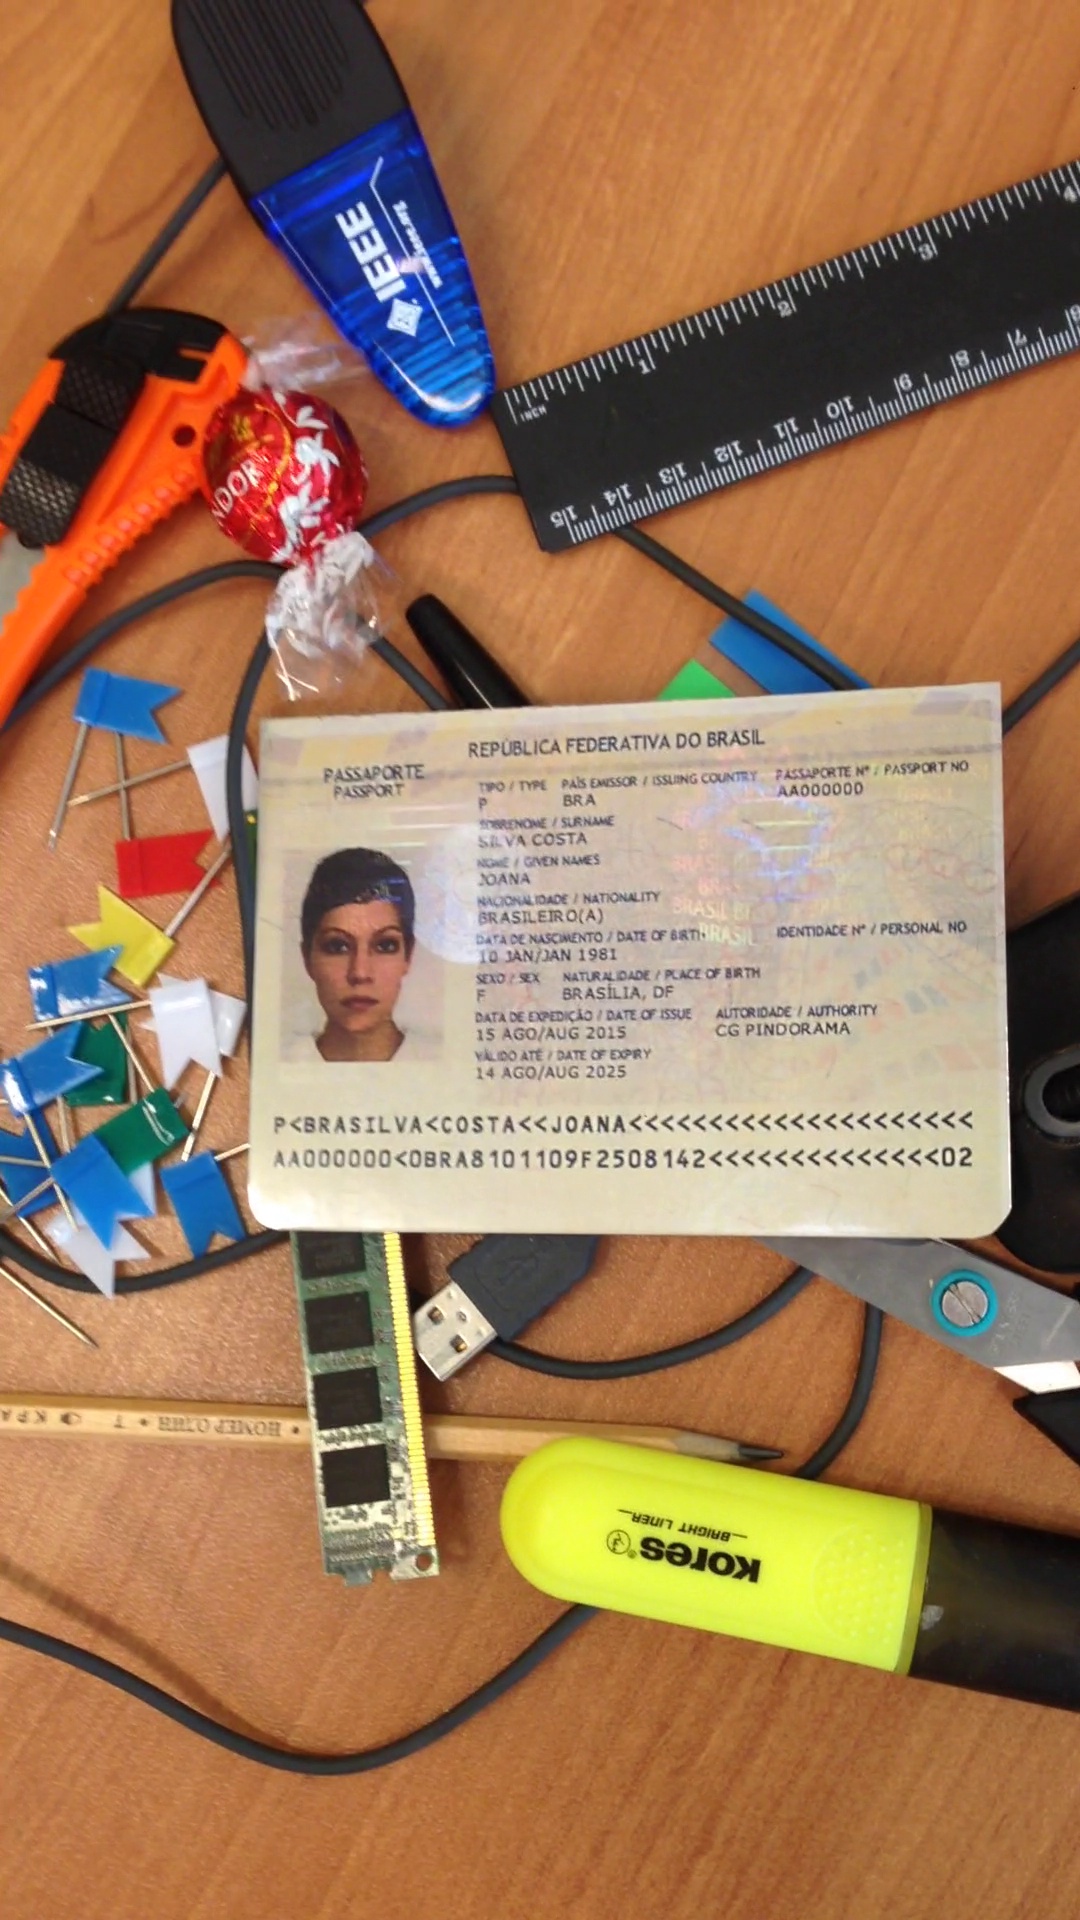 IEEE
INCH
1
2
3
4
15
14
13
12
11
10
9
8
7
NDOR
REPÚBLICA FEDERATIVA DO BRASIL
PASSAPORTE
PASSPORT
TIPO / TYPE PAÍS EMISSOR / ISSUING COUNTRY PASSAPORTE Nº / PASSPORT NO
P BRA AA000000
SOBRENOME / SURNAME
SILVA COSTA
NOME / GIVEN NAMES
JOANA
NACIONALIDADE / NATIONALITY
BRASILEIRO(A)
DATA DE NASCIMENTO / DATE OF BIRTH IDENTIDADE Nº / PERSONAL NO
10 JAN/JAN 1981
SEXO / SEX NATURALIDADE / PLACE OF BIRTH
F BRASÍLIA, DF
DATA DE EXPEDIÇÃO / DATE OF ISSUE AUTORIDADE / AUTHORITY
15 AGO/AUG 2015 CG PINDORAMA
VÁLIDO ATÉ / DATE OF EXPIRY
14 AGO/AUG 2025
P<BRASILVA<COSTA<<JOANA<<<<<<<<<<<<<<<<<<<<<
AA000000<0BRA8101109F2508142<<<<<<<<<<<<<<02
Kores
BRIGHT LINER